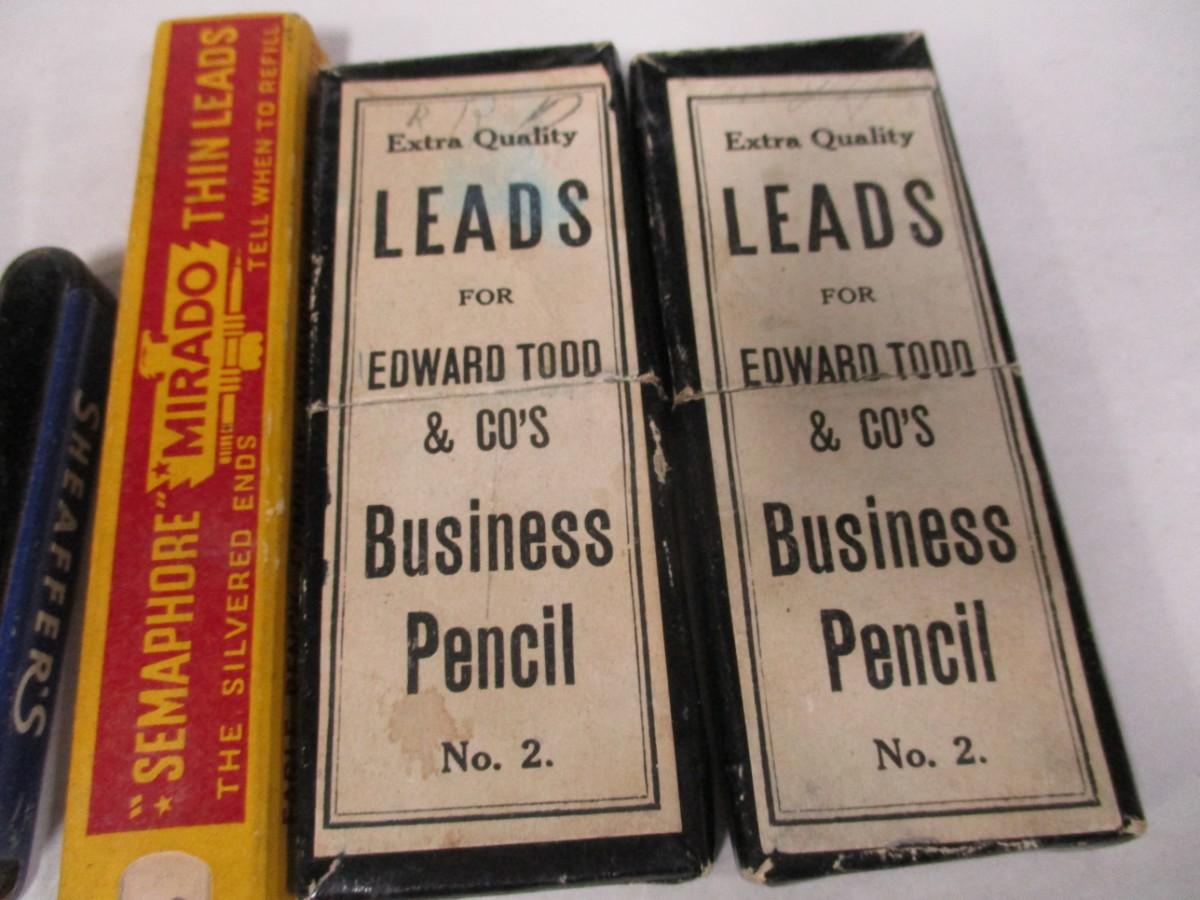 SHEAFFER'S
"SEMAPHORE" MIRADO THIN LEADS
THE SILVERED ENDS TELL WHEN TO REFILL
Extra Quality
LEADS
FOR
EDWARD TODD
& CO'S
Business
Pencil
No. 2.
Extra Quality
LEADS
FOR
EDWARD TODD
& CO'S
Business
Pencil
No. 2.